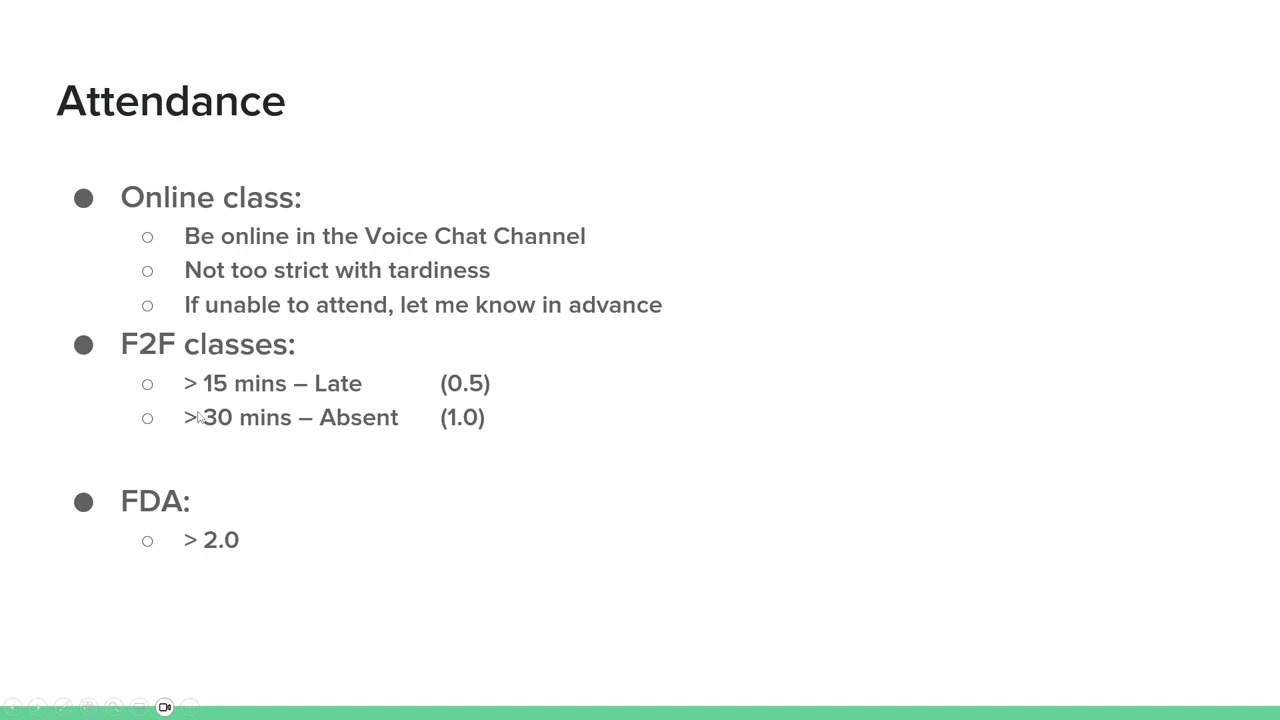 Attendance
● Online class:
○ Be online in the Voice Chat Channel
○ Not too strict with tardiness
○ If unable to attend, let me know in advance
● F2F classes:
○ > 15 mins – Late (0.5)
○ > 30 mins – Absent (1.0)
● FDA:
○ > 2.0